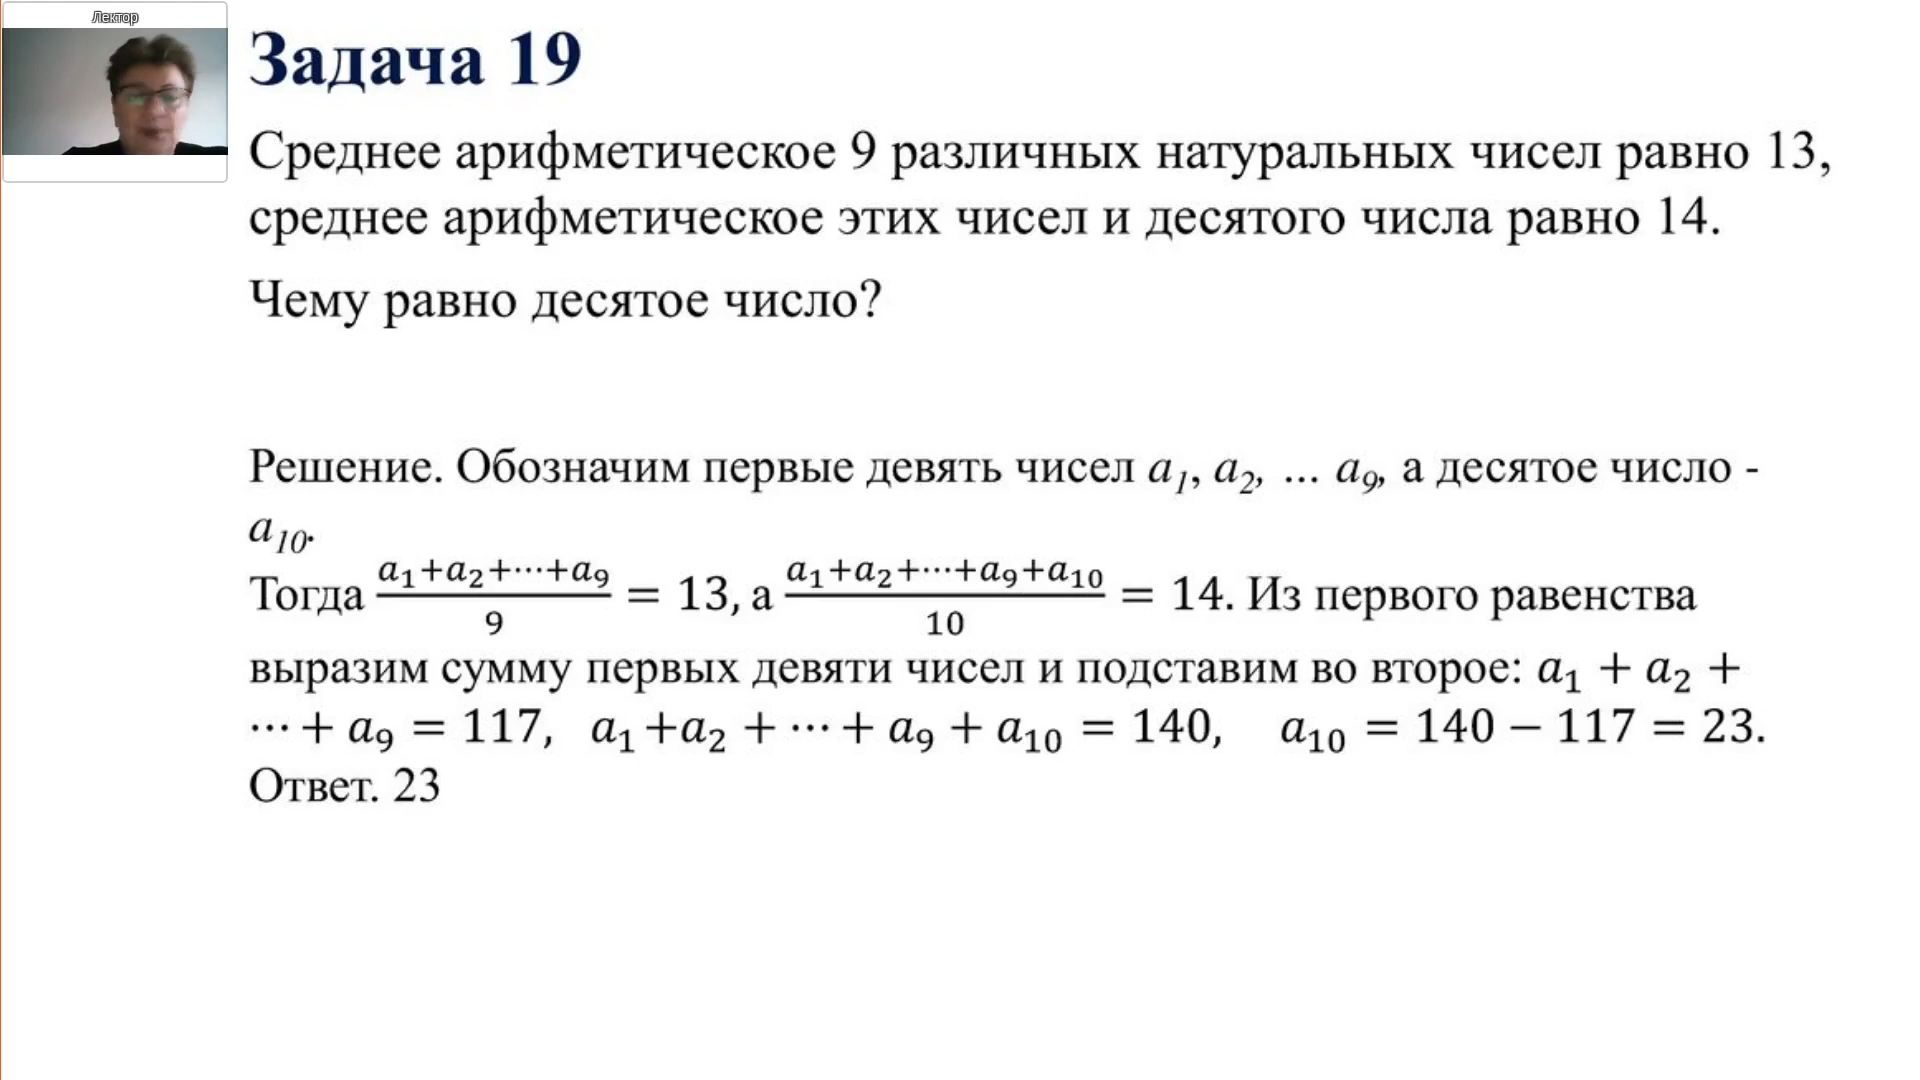 Лектор
Задача 19
Среднее арифметическое 9 различных натуральных чисел равно 13,
среднее арифметическое этих чисел и десятого числа равно 14.
Чему равно десятое число?
Решение. Обозначим первые девять чисел a₁, a₂, ... a₉, а десятое число -
a₁₀.
Тогда (a₁+a₂+⋯+a₉)/9 = 13, а (a₁+a₂+⋯+a₉+a₁₀)/10 = 14. Из первого равенства
выразим сумму первых девяти чисел и подставим во второе: a₁ + a₂ +
⋯ + a₉ = 117, a₁ +a₂ + ⋯ + a₉ + a₁₀ = 140, a₁₀ = 140 − 117 = 23.
Ответ. 23